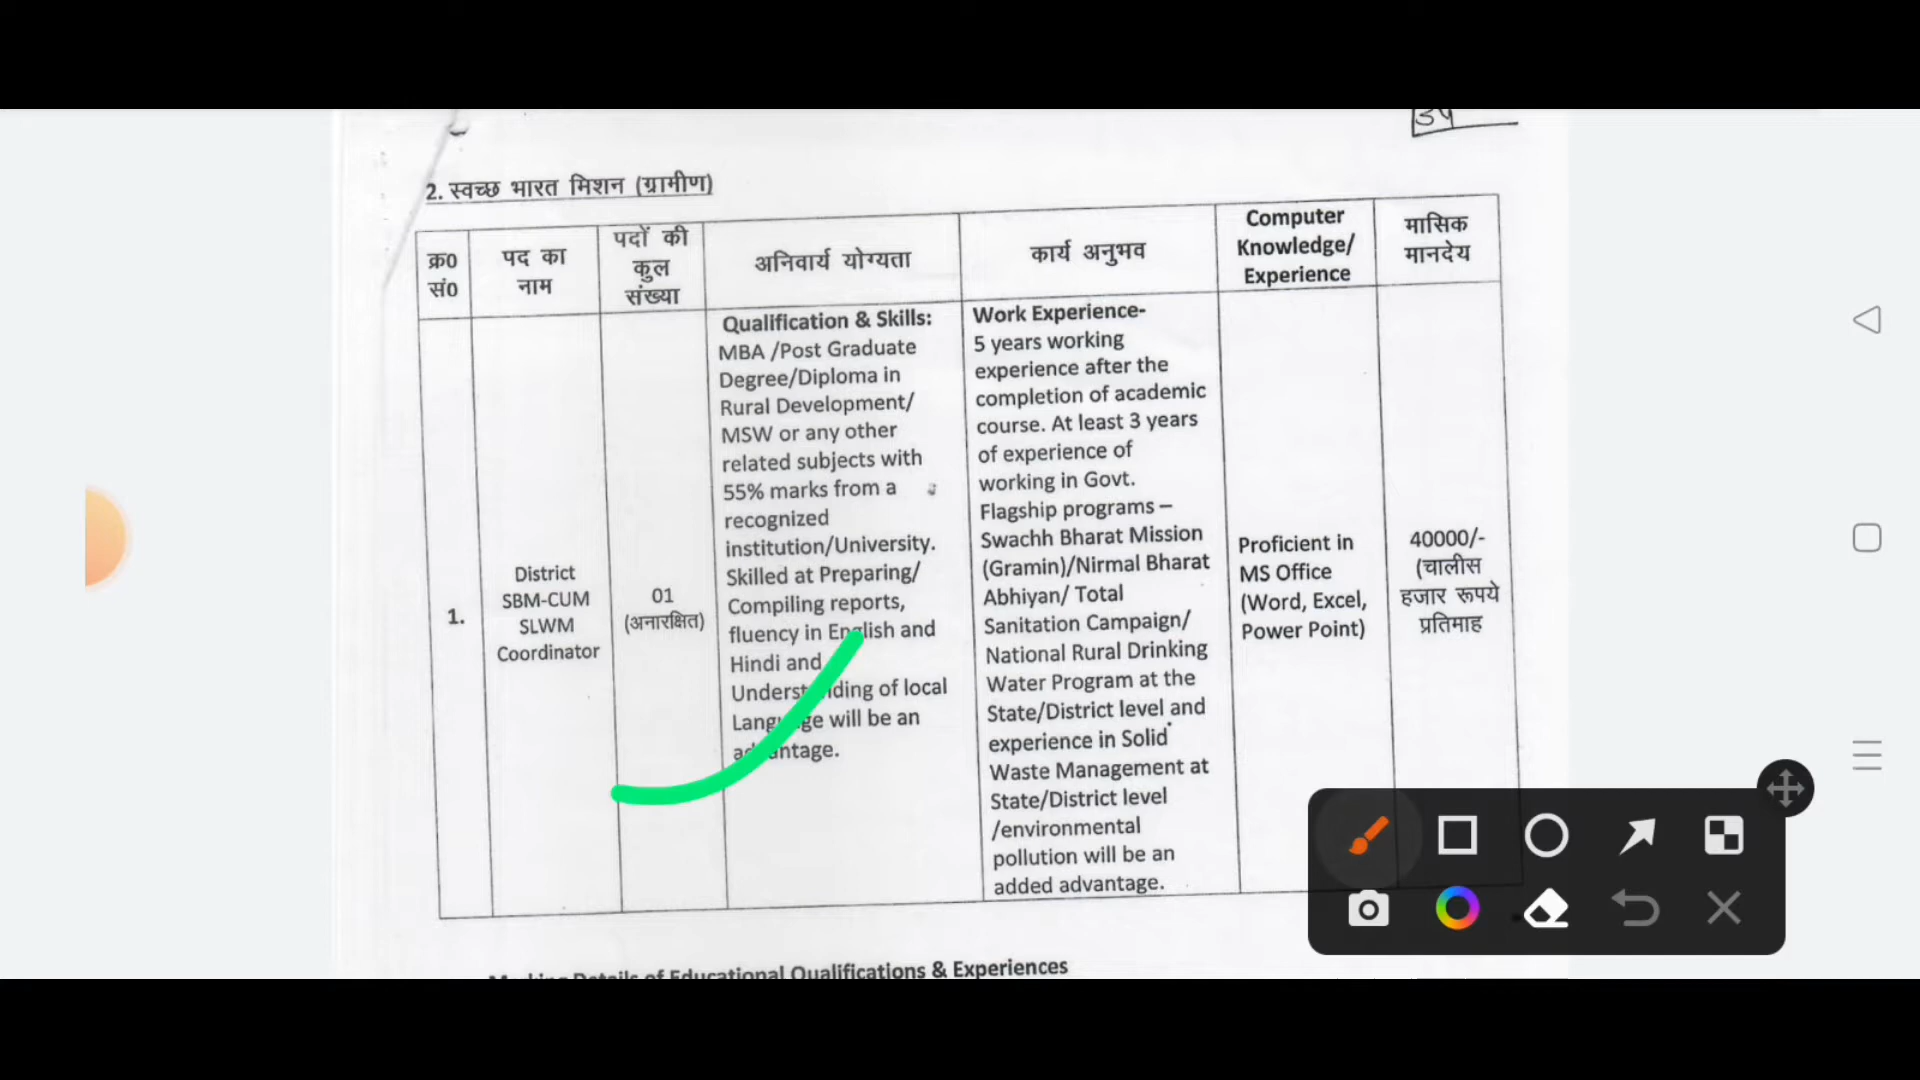 54
2. स्वच्छ भारत मिशन (ग्रामीण)
क्र0
सं0
पद का
नाम
पदों की
कुल
संख्या
अनिवार्य योग्यता
कार्य अनुभव
Computer
Knowledge/
Experience
मासिक
मानदेय
1.
District
SBM-CUM
SLWM
Coordinator
01
(अनारक्षित)
Qualification & Skills:
MBA /Post Graduate
Degree/Diploma in
Rural Development/
MSW or any other
related subjects with
55% marks from a
recognized
institution/University.
Skilled at Preparing/
Compiling reports,
fluency in English and
Hindi and
Understanding of local
Language will be an
advantage.
Work Experience-
5 years working
experience after the
completion of academic
course. At least 3 years
of experience of
working in Govt.
Flagship programs –
Swachh Bharat Mission
(Gramin)/Nirmal Bharat
Abhiyan/ Total
Sanitation Campaign/
National Rural Drinking
Water Program at the
State/District level and
experience in Solid
Waste Management at
State/District level
/environmental
pollution will be an
added advantage.
Proficient in
MS Office
(Word, Excel,
Power Point)
40000/-
(चालीस
हजार रूपये
प्रतिमाह
Marking Details of Educational Qualifications & Experiences